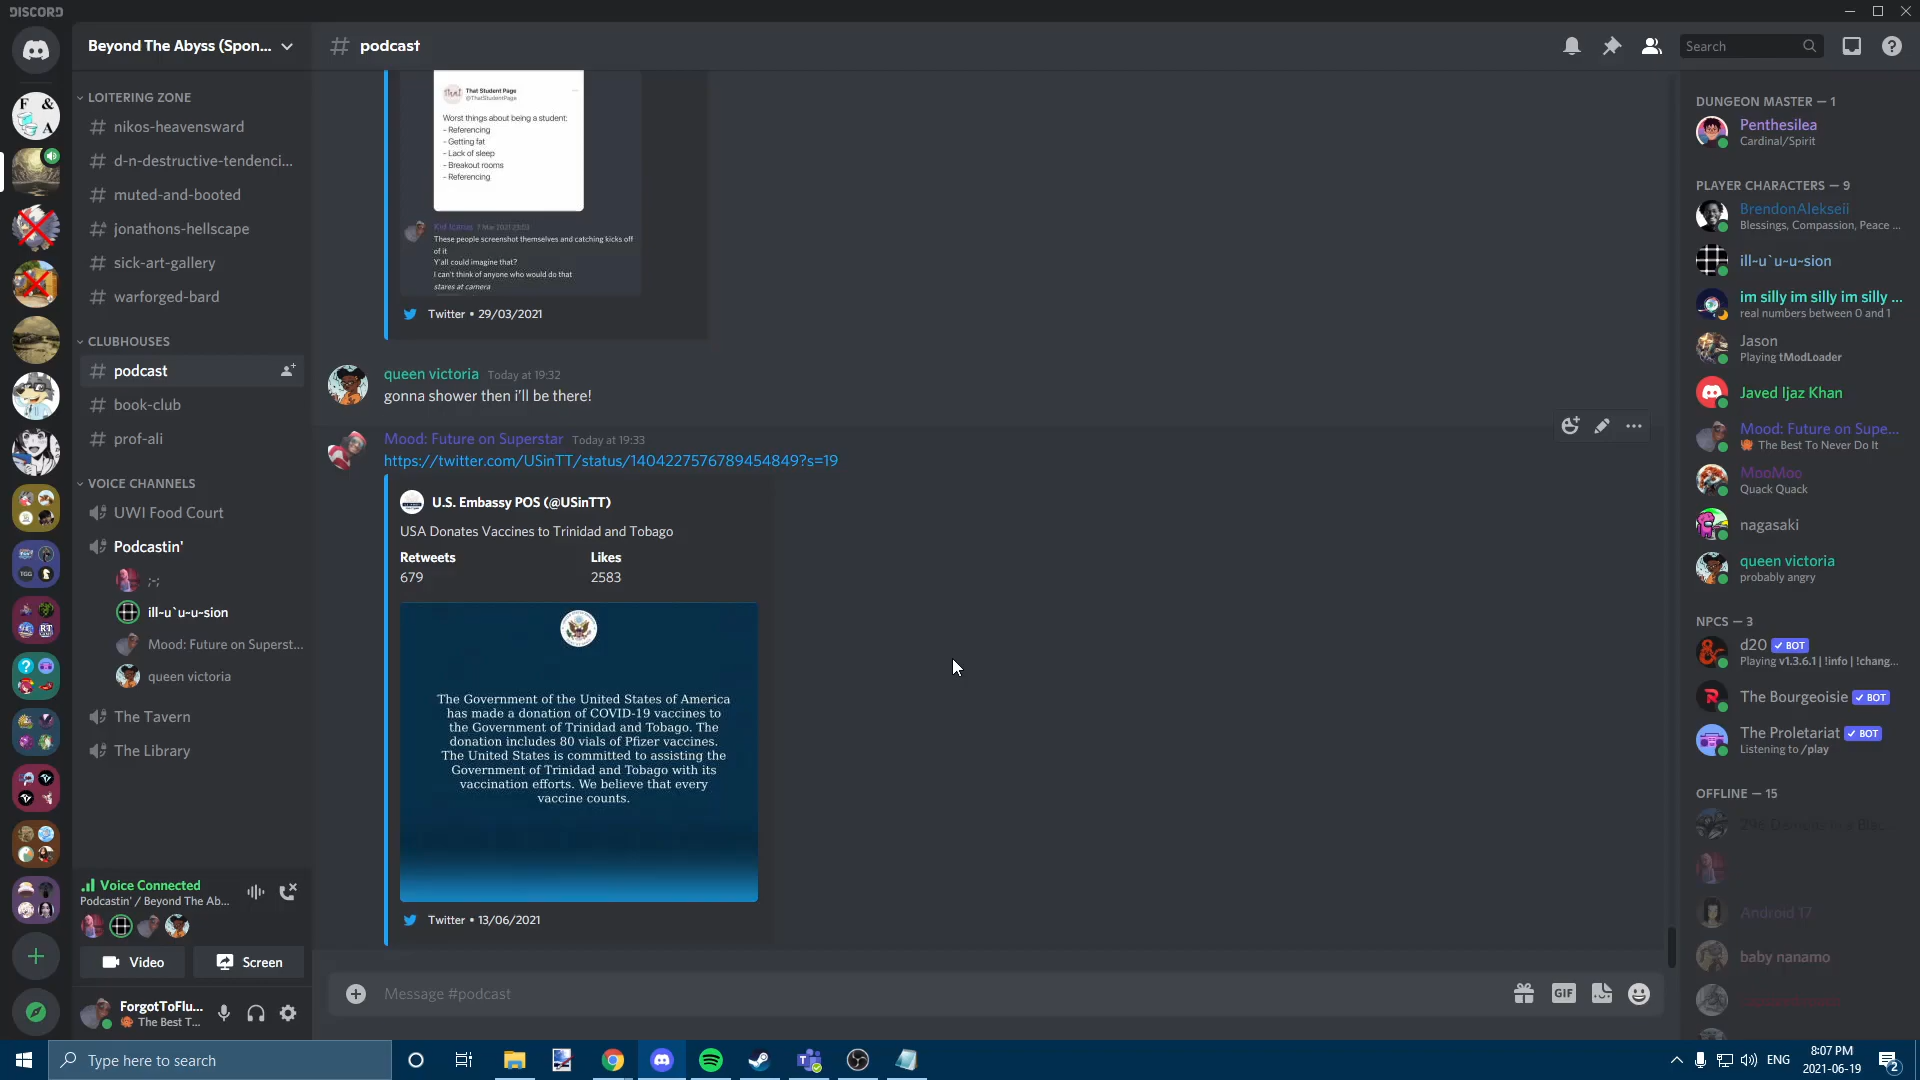 DISCORD
Beyond The Abyss (Spon...
podcast
Search
LOITERING ZONE
nikos-heavensward
d-n-destructive-tendenci...
muted-and-booted
jonathons-hellscape
sick-art-gallery
warforged-bard
CLUBHOUSES
podcast
book-club
prof-ali
VOICE CHANNELS
UWI Food Court
Podcastin'
;-;
ill-u`u-u-sion
Mood: Future on Superst...
queen victoria
The Tavern
The Library
Voice Connected
Podcastin' / Beyond The Ab...
Video
Screen
ForgotToFlu...
The Best T...
That Student Page
@ThatStudentPage
Worst things about being a student:
- Referencing
- Getting fat
- Lack of sleep
- Breakout rooms
- Referencing
Kid Icarus 7 Mar 2021 23:53
These people screenshot themselves and catching kicks off
of it
Y'all could imagine that?
I can't think of anyone who would do that
stares at camera
Twitter • 29/03/2021
queen victoria Today at 19:32
gonna shower then i'll be there!
Mood: Future on Superstar Today at 19:33
https://twitter.com/USinTT/status/1404227576789454849?s=19
U.S. Embassy POS (@USinTT)
USA Donates Vaccines to Trinidad and Tobago
Retweets Likes
679 2583
The Government of the United States of America
has made a donation of COVID-19 vaccines to
the Government of Trinidad and Tobago. The
donation includes 80 vials of Pfizer vaccines.
The United States is committed to assisting the
Government of Trinidad and Tobago with its
vaccination efforts. We believe that every
vaccine counts.
Twitter • 13/06/2021
Message #podcast
GIF
DUNGEON MASTER — 1
Penthesilea
Cardinal/Spirit
PLAYER CHARACTERS — 9
BrendonAlekseii
Blessings, Compassion, Peace ...
ill-u`u-u-sion
im silly im silly im silly ...
real numbers between 0 and 1
Jason
Playing tModLoader
Javed Ijaz Khan
Mood: Future on Supe...
The Best To Never Do It
MooMoo
Quack Quack
nagasaki
queen victoria
probably angry
NPCS — 3
d20 BOT
Playing v1.3.6.1 | !info | !chang...
The Bourgeoisie BOT
The Proletariat BOT
Listening to /play
OFFLINE — 15
Android 17
baby nanamo
Type here to search
ENG
8:07 PM
2021-06-19
2